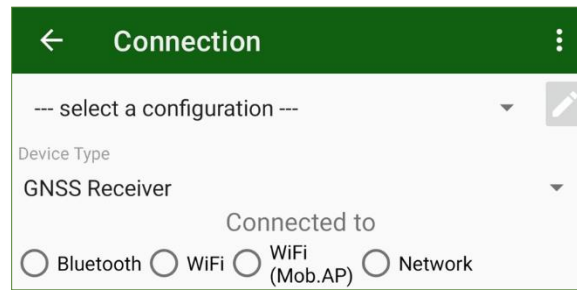 Connection
--- select a configuration ---
Device Type
GNSS Receiver
Connected to
Bluetooth WiFi WiFi (Mob.AP) Network